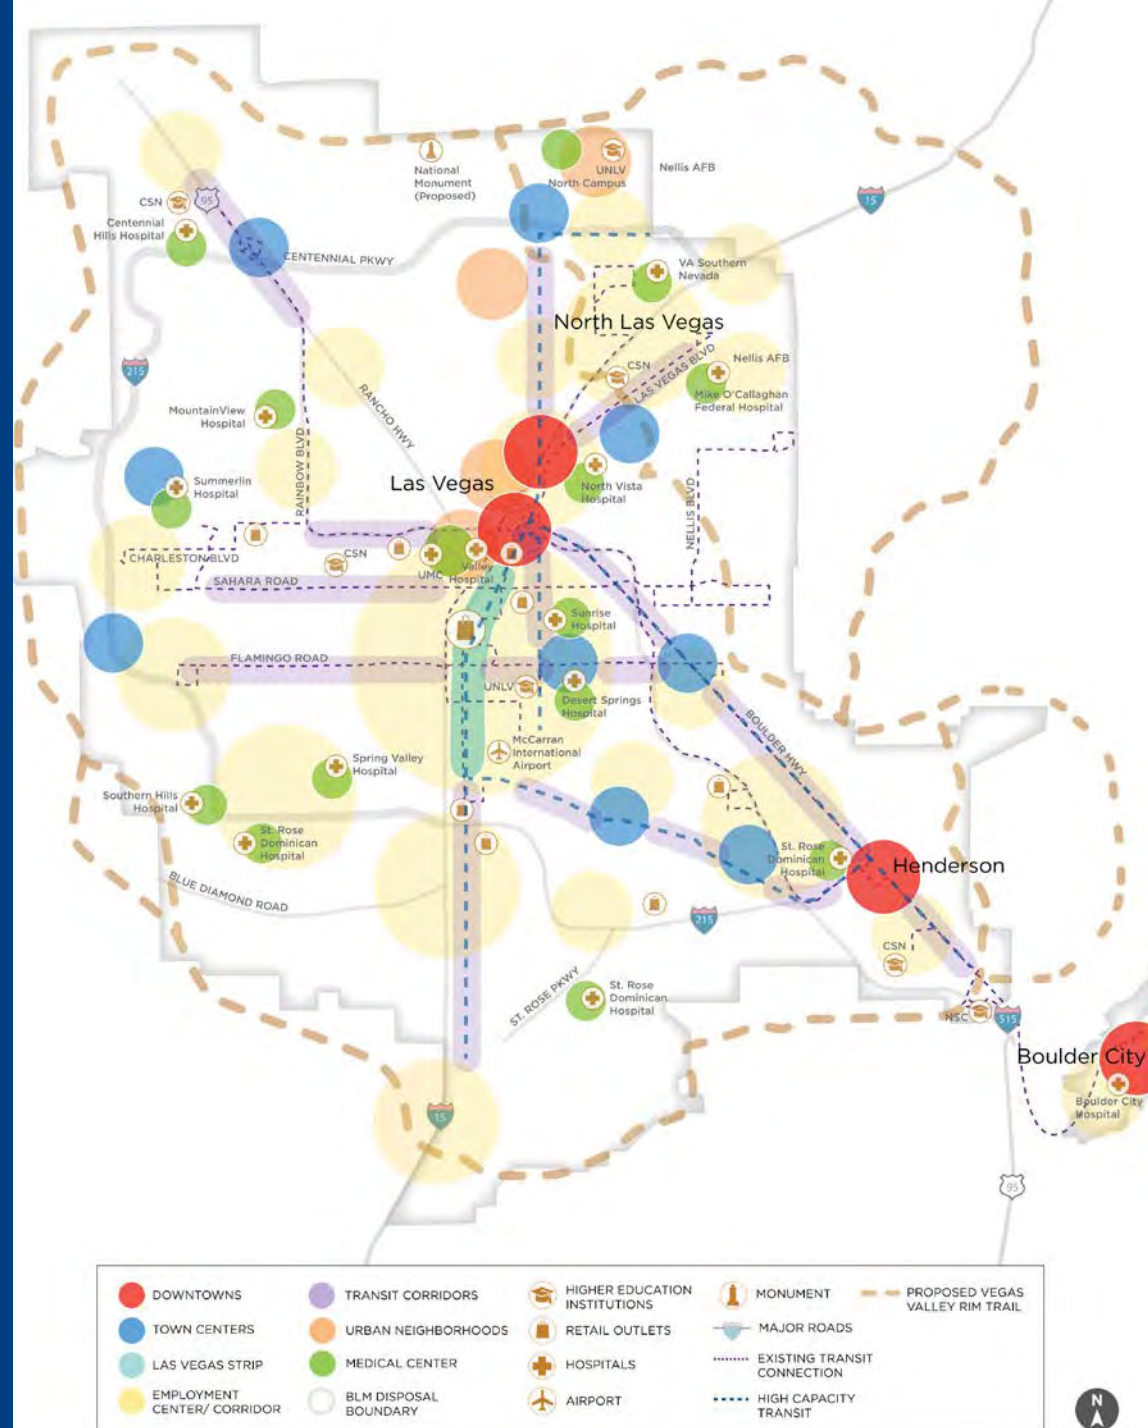 National
Monument
(Proposed)
UNLV
North Campus
Nellis AFB
CSN
95
Centennial
Hills Hospital
15
CENTENNIAL PKWY
VA Southern
Nevada
North Las Vegas
215
CSN
LAS VEGAS BLVD
Nellis AFB
Mike O'Callaghan
Federal Hospital
RANCHO HWY
MountainView
Hospital
RAINBOW BLVD
Las Vegas
Summerlin
Hospital
North Vista
Hospital
NELLIS BLVD
CHARLESTON BLVD
CSN
UMC
Valley
Hospital
SAHARA ROAD
Sunrise
Hospital
FLAMINGO ROAD
UNLV
Desert Springs
Hospital
BOULDER HWY
McCarran
International
Airport
Spring Valley
Hospital
Southern Hills
Hospital
St. Rose
Dominican
Hospital
St. Rose
Dominican
Hospital
Henderson
BLUE DIAMOND ROAD
215
CSN
ST. ROSE PKWY
St. Rose
Dominican
Hospital
NSC
515
Boulder City
Boulder City
Hospital
15
95
DOWNTOWNS
TOWN CENTERS
LAS VEGAS STRIP
EMPLOYMENT
CENTER/ CORRIDOR
TRANSIT CORRIDORS
URBAN NEIGHBORHOODS
MEDICAL CENTER
BLM DISPOSAL
BOUNDARY
HIGHER EDUCATION
INSTITUTIONS
RETAIL OUTLETS
HOSPITALS
AIRPORT
MONUMENT
MAJOR ROADS
EXISTING TRANSIT
CONNECTION
HIGH CAPACITY
TRANSIT
PROPOSED VEGAS
VALLEY RIM TRAIL
N